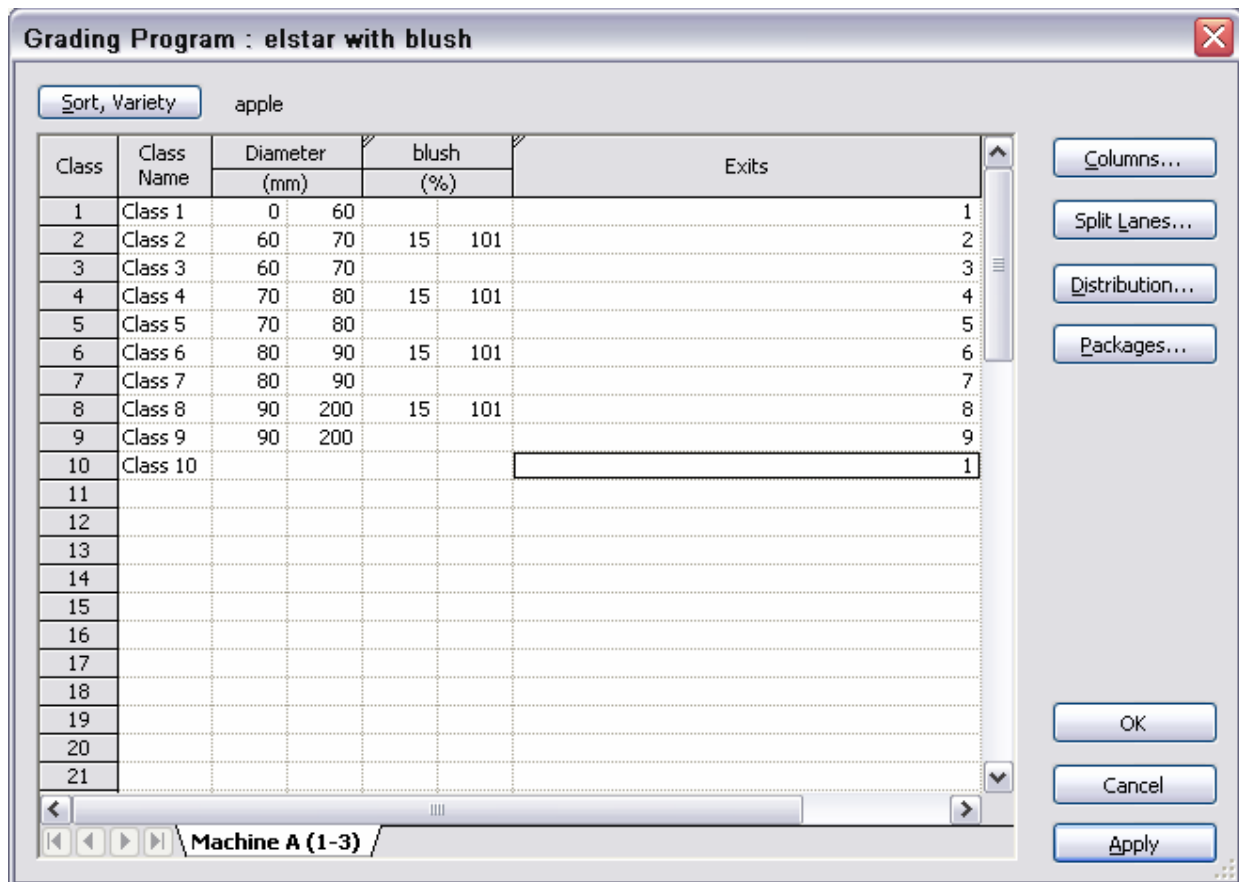 Grading Program : elstar with blush
Sort, Variety apple
Class Class Name Diameter (mm) blush (%) Exits
1 Class 1 0 60 1
2 Class 2 60 70 15 101 2
3 Class 3 60 70 3
4 Class 4 70 80 15 101 4
5 Class 5 70 80 5
6 Class 6 80 90 15 101 6
7 Class 7 80 90 7
8 Class 8 90 200 15 101 8
9 Class 9 90 200 9
10 Class 10 1
11
12
13
14
15
16
17
18
19
20
21
Machine A (1-3)
Columns...
Split Lanes...
Distribution...
Packages...
OK
Cancel
Apply